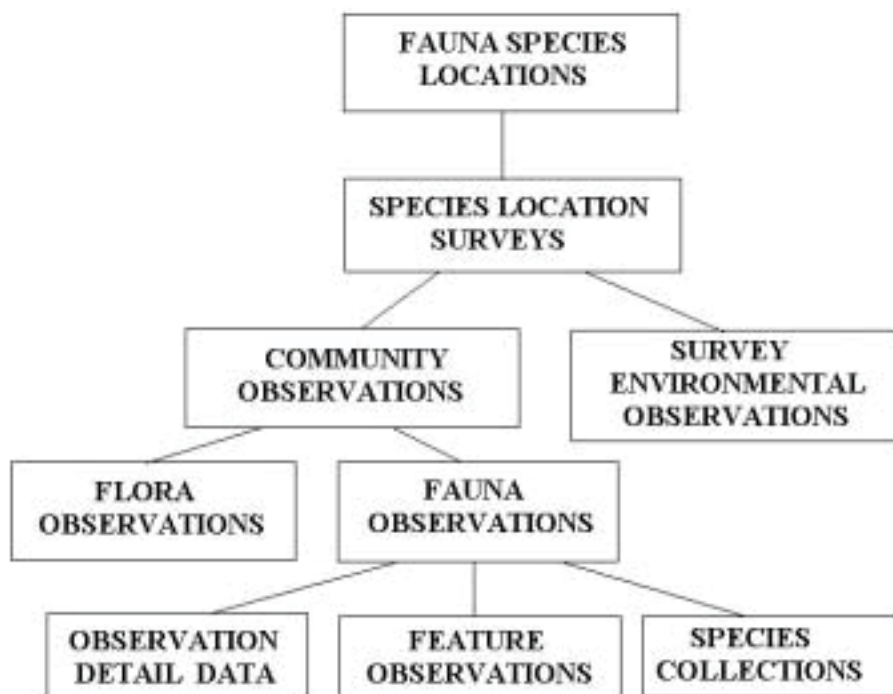 FAUNA SPECIES
LOCATIONS
SPECIES LOCATION
SURVEYS
COMMUNITY
OBSERVATIONS
SURVEY
ENVIRONMENTAL
OBSERVATIONS
FLORA
OBSERVATIONS
FAUNA
OBSERVATIONS
OBSERVATION
DETAIL DATA
FEATURE
OBSERVATIONS
SPECIES
COLLECTIONS